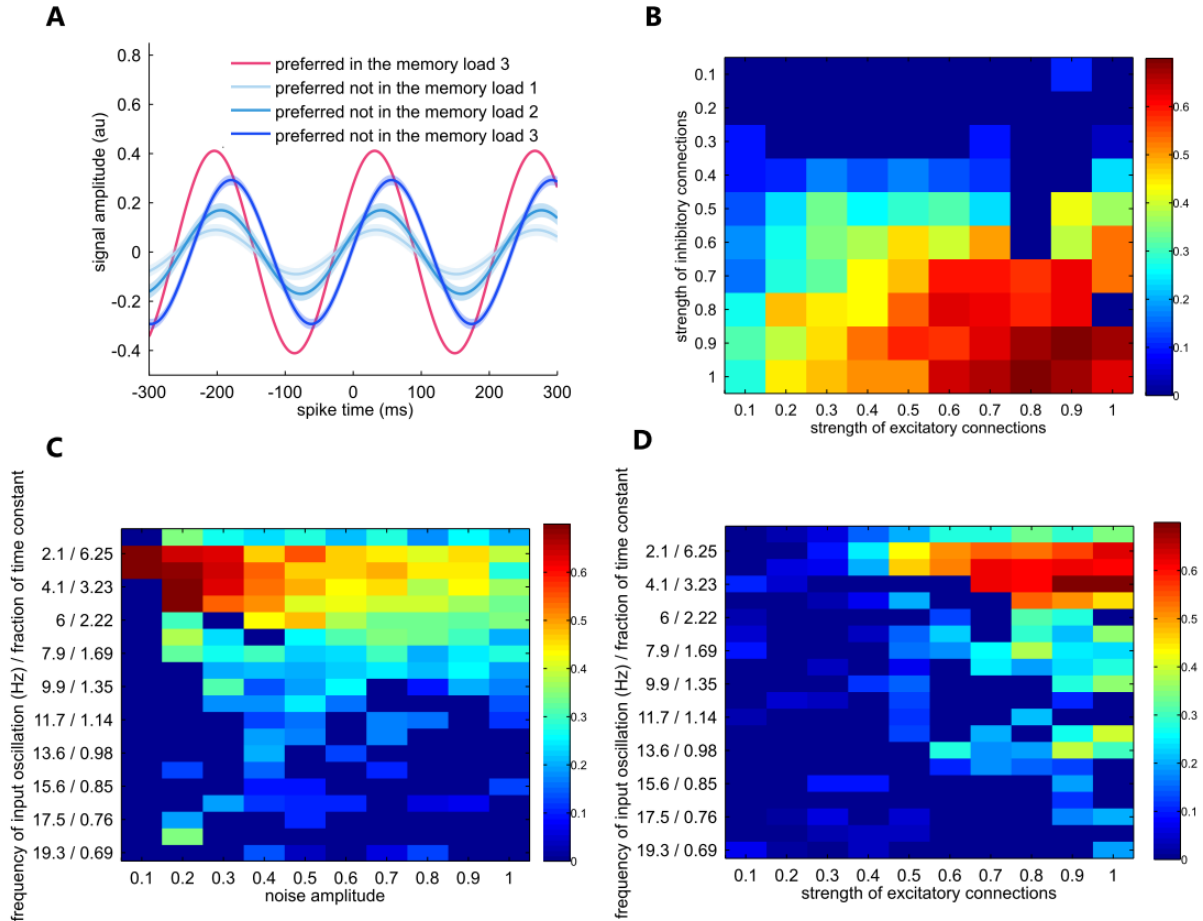 A
0.8
0.6
0.4
0.2
0
-0.2
-0.4
signal amplitude (au)
preferred in the memory load 3
preferred not in the memory load 1
preferred not in the memory load 2
preferred not in the memory load 3
-300 -200 -100 0 100 200 300
spike time (ms)
B
strength of inhibitory connections
0.1
0.2
0.3
0.4
0.5
0.6
0.7
0.8
0.9
1
0.1 0.2 0.3 0.4 0.5 0.6 0.7 0.8 0.9 1
strength of excitatory connections
0.6
0.5
0.4
0.3
0.2
0.1
0
C
frequency of input oscillation (Hz) / fraction of time constant
2.1 / 6.25
4.1 / 3.23
6 / 2.22
7.9 / 1.69
9.9 / 1.35
11.7 / 1.14
13.6 / 0.98
15.6 / 0.85
17.5 / 0.76
19.3 / 0.69
0.1 0.2 0.3 0.4 0.5 0.6 0.7 0.8 0.9 1
noise amplitude
0.6
0.5
0.4
0.3
0.2
0.1
0
D
frequency of input oscillation (Hz) / fraction of time constant
2.1 / 6.25
4.1 / 3.23
6 / 2.22
7.9 / 1.69
9.9 / 1.35
11.7 / 1.14
13.6 / 0.98
15.6 / 0.85
17.5 / 0.76
19.3 / 0.69
0.1 0.2 0.3 0.4 0.5 0.6 0.7 0.8 0.9 1
strength of excitatory connections
0.6
0.5
0.4
0.3
0.2
0.1
0